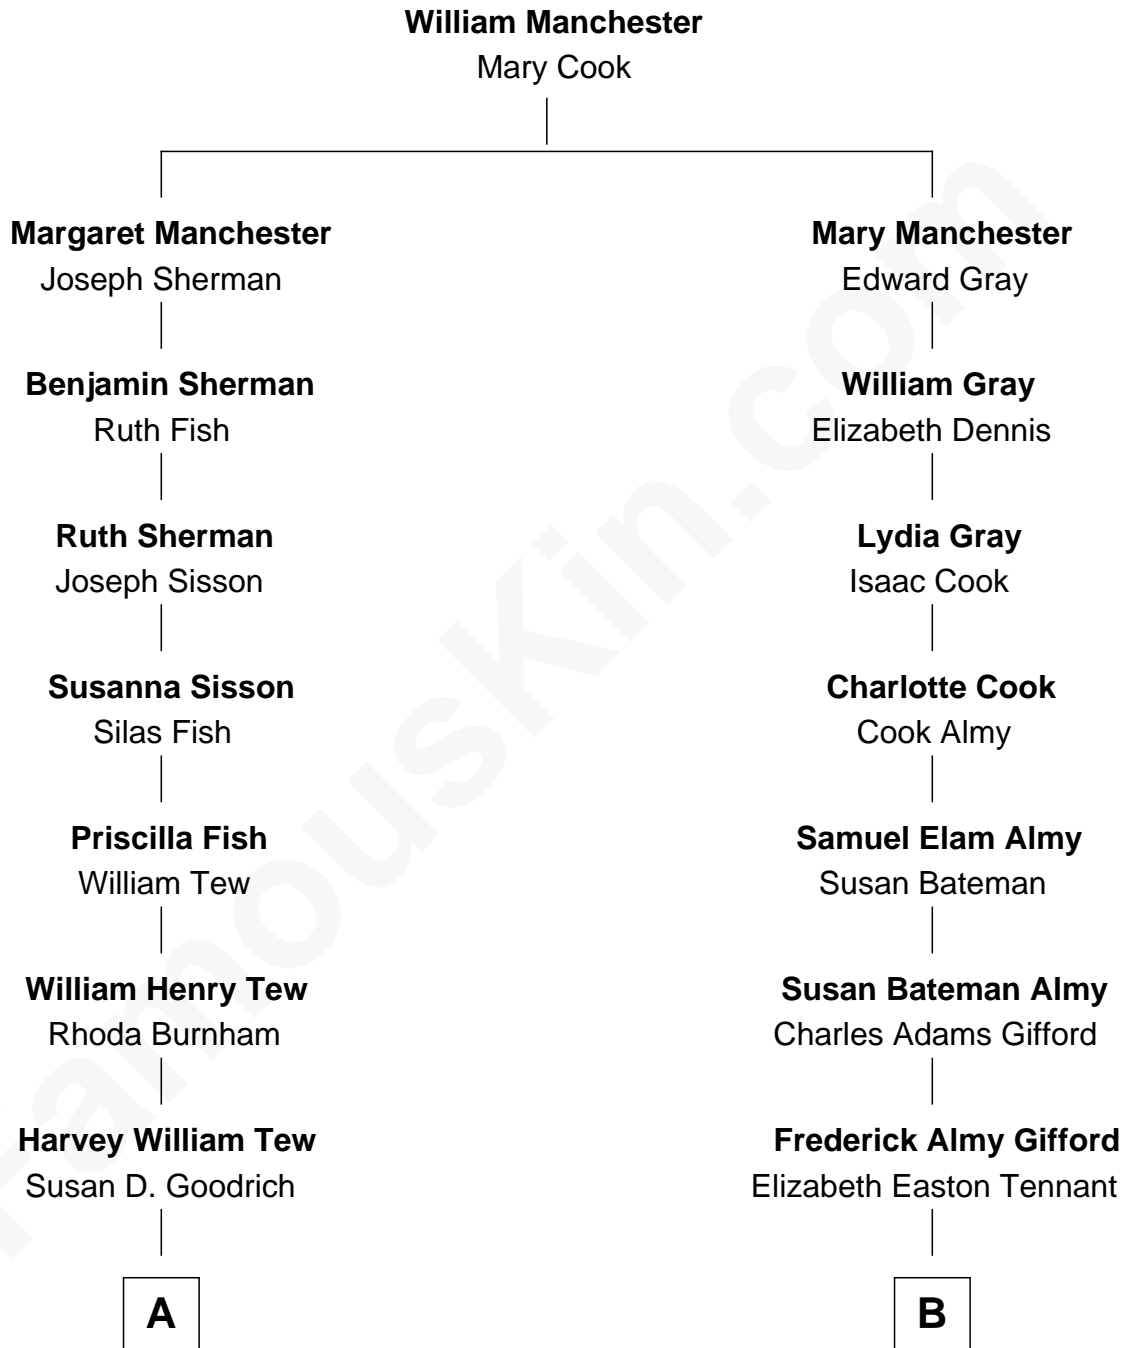 William Manchester
Mary Cook
Margaret Manchester
Joseph Sherman
Mary Manchester
Edward Gray
Benjamin Sherman
Ruth Fish
William Gray
Elizabeth Dennis
Ruth Sherman
Joseph Sisson
Lydia Gray
Isaac Cook
Susanna Sisson
Silas Fish
Charlotte Cook
Cook Almy
Priscilla Fish
William Tew
Samuel Elam Almy
Susan Bateman
William Henry Tew
Rhoda Burnham
Susan Bateman Almy
Charles Adams Gifford
Harvey William Tew
Susan D. Goodrich
Frederick Almy Gifford
Elizabeth Easton Tennant
A
B
FamousKin.com